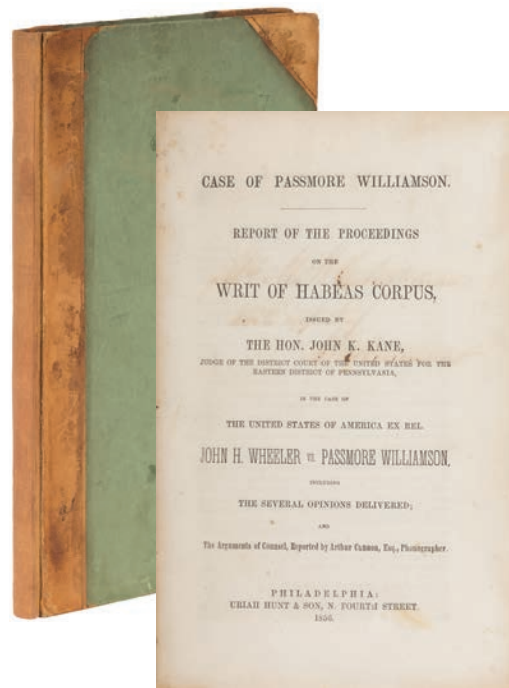 CASE OF PASSMORE WILLIAMSON.
REPORT OF THE PROCEEDINGS
ON THE
WRIT OF HABEAS CORPUS,
ISSUED BY
THE HON. JOHN K. KANE,
JUDGE OF THE DISTRICT COURT OF THE UNITED STATES FOR THE
EASTERN DISTRICT OF PENNSYLVANIA,
IN THE CASE OF
THE UNITED STATES OF AMERICA EX REL.
JOHN H. WHEELER vs. PASSMORE WILLIAMSON,
INCLUDING
THE SEVERAL OPINIONS DELIVERED;
AND
The Arguments of Counsel, Reported by Arthur Cannon, Esq., Phonographer.
PHILADELPHIA:
URIAH HUNT & SON, N. FOURTH STREET.
1856.